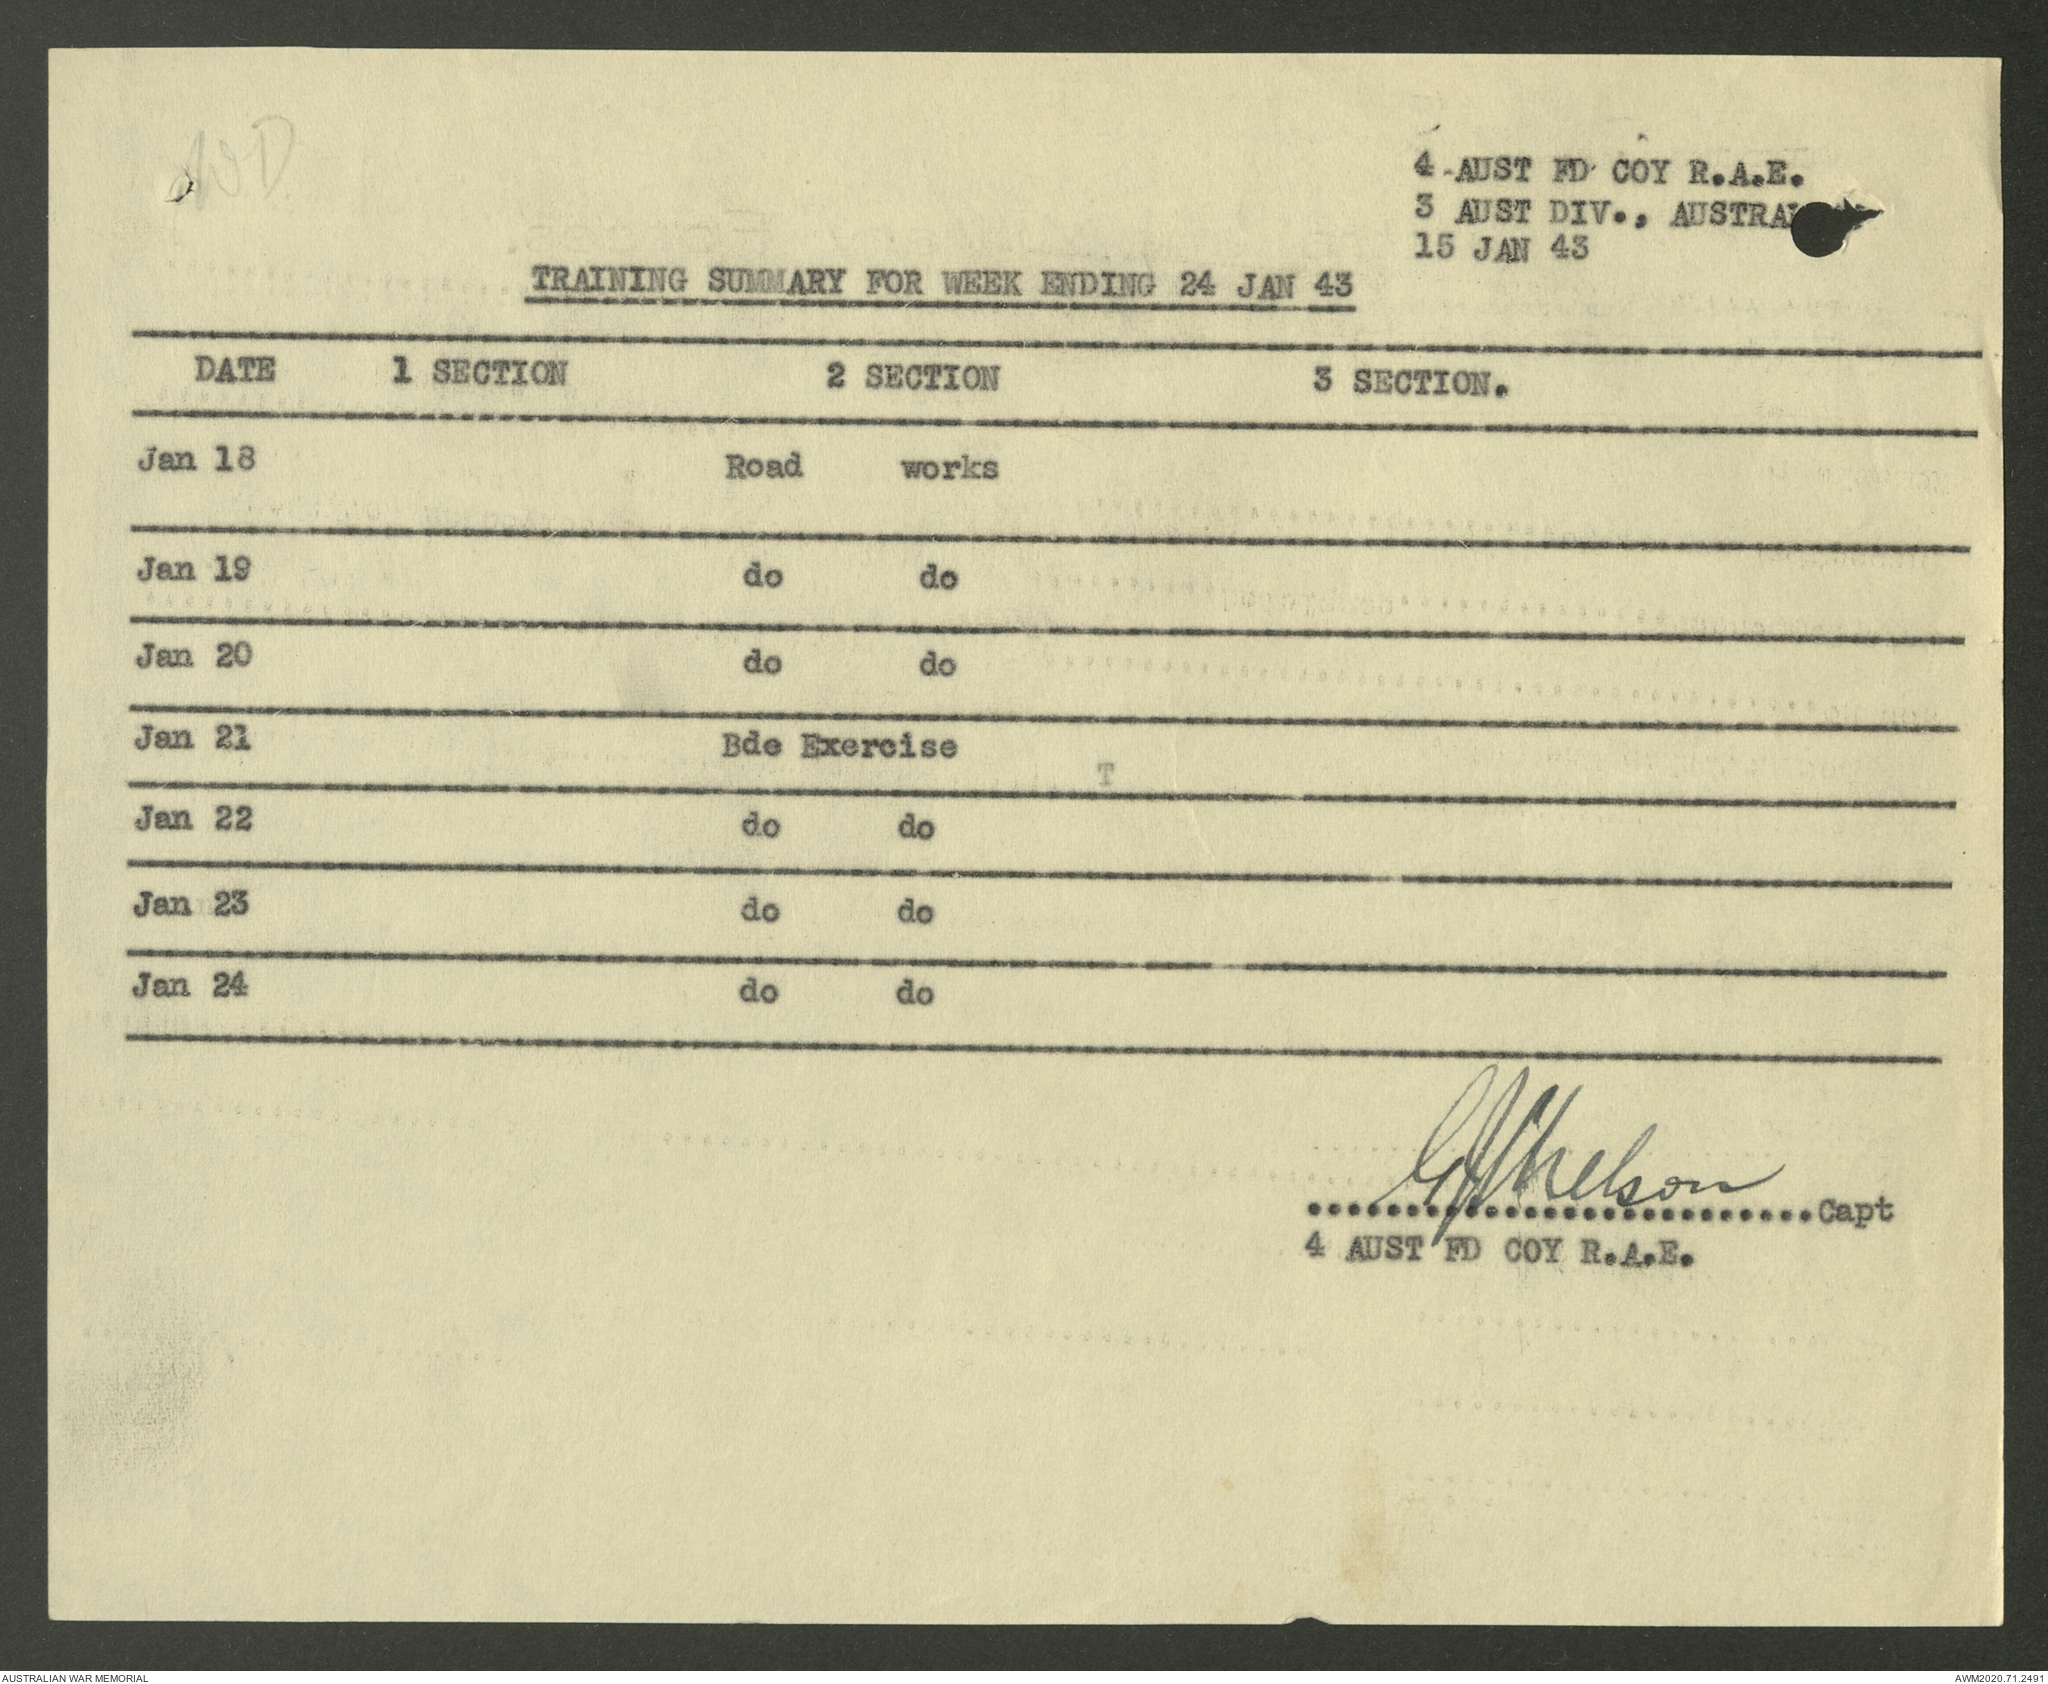 4 AUST FD COY R.A.E.
3 AUST DIV., 
15 JAN 43
TRAINING SUMMARY FOR WEEK ENDING 24 JAN 43
DATE 1 SECTION 2 SECTION 3 SECTION.
Jan 18 Road works
Jan 19 do do
Jan 20 do do
Jan 21 Bde Exercise
T
Jan 22 do do
Jan 23 do do
Jan 24 do do
..........................Capt
4 AUST FD COY R.A.E.
AUSTRALIAN WAR MEMORIAL
AWM2020.71.2491